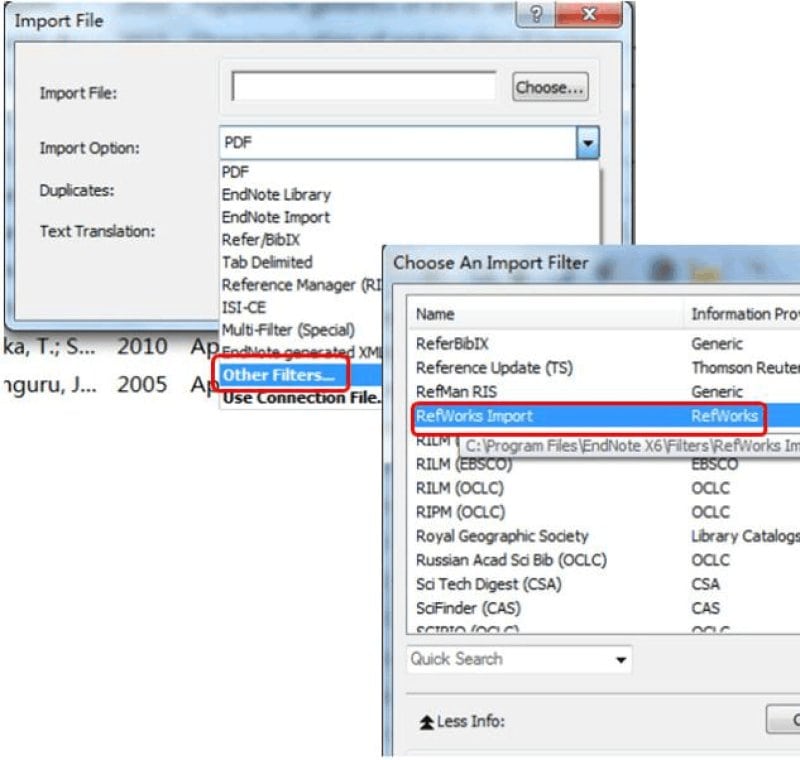 Import File
Import File:
Choose...
Import Option:
PDF
PDF
Duplicates:
EndNote Library
EndNote Import
Text Translation:
Refer/BibIX
Tab Delimited
Reference Manager (RI
ISI-CE
Multi-Filter (Special)
EndNote generated XML
Other Filters...
Use Connection File.
ka, T.; S... 2010 Ap
nguru, J... 2005 Ap
Choose An Import Filter
Name Information Prov
ReferBibIX Generic
Reference Update (TS) Thomson Reuter
RefMan RIS Generic
RefWorks Import RefWorks
RILM (
C:\Program Files\EndNote X6\Filters\RefWorks Im
RILM (EBSCO) EBSCO
RILM (OCLC) OCLC
RIPM (OCLC) OCLC
Royal Geographic Society Library Catalogs
Russian Acad Sci Bib (OCLC) OCLC
Sci Tech Digest (CSA) CSA
SciFinder (CAS) CAS
SCIPIO (OCLC) OCLC
Quick Search
Less Info: